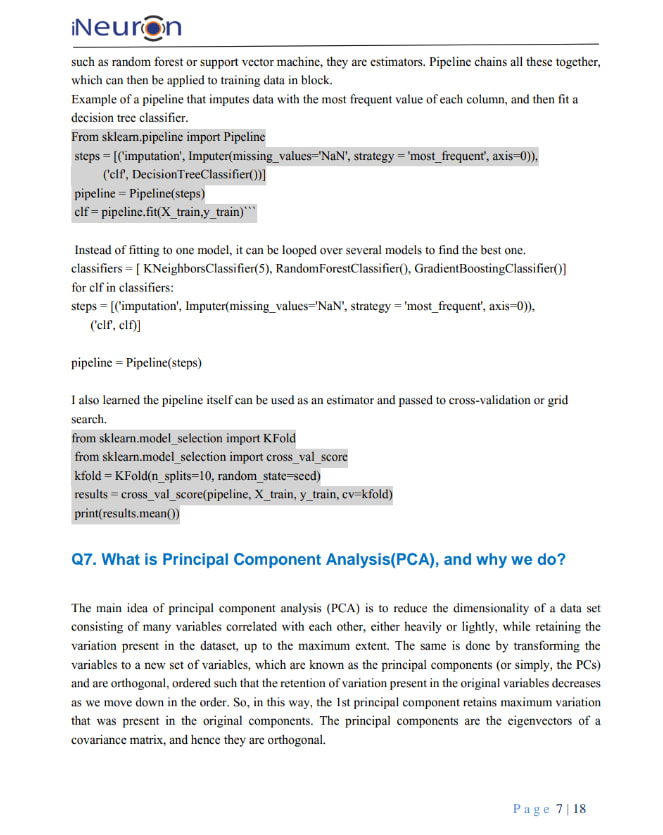 iNeuron
such as random forest or support vector machine, they are estimators. Pipeline chains all these together,
which can then be applied to training data in block.
Example of a pipeline that imputes data with the most frequent value of each column, and then fit a
decision tree classifier.
From sklearn.pipeline import Pipeline
steps = [('imputation', Imputer(missing_values='NaN', strategy = 'most_frequent', axis=0)),
('clf', DecisionTreeClassifier())]
pipeline = Pipeline(steps)
clf = pipeline.fit(X_train,y_train)```
Instead of fitting to one model, it can be looped over several models to find the best one.
classifiers = [ KNeighborsClassifier(5), RandomForestClassifier(), GradientBoostingClassifier()]
for clf in classifiers:
steps = [('imputation', Imputer(missing_values='NaN', strategy = 'most_frequent', axis=0)),
('clf', clf)]
pipeline = Pipeline(steps)
I also learned the pipeline itself can be used as an estimator and passed to cross-validation or grid
search.
from sklearn.model_selection import KFold
from sklearn.model_selection import cross_val_score
kfold = KFold(n_splits=10, random_state=seed)
results = cross_val_score(pipeline, X_train, y_train, cv=kfold)
print(results.mean())
Q7. What is Principal Component Analysis(PCA), and why we do?
The main idea of principal component analysis (PCA) is to reduce the dimensionality of a data set
consisting of many variables correlated with each other, either heavily or lightly, while retaining the
variation present in the dataset, up to the maximum extent. The same is done by transforming the
variables to a new set of variables, which are known as the principal components (or simply, the PCs)
and are orthogonal, ordered such that the retention of variation present in the original variables decreases
as we move down in the order. So, in this way, the 1st principal component retains maximum variation
that was present in the original components. The principal components are the eigenvectors of a
covariance matrix, and hence they are orthogonal.
Page 7 | 18